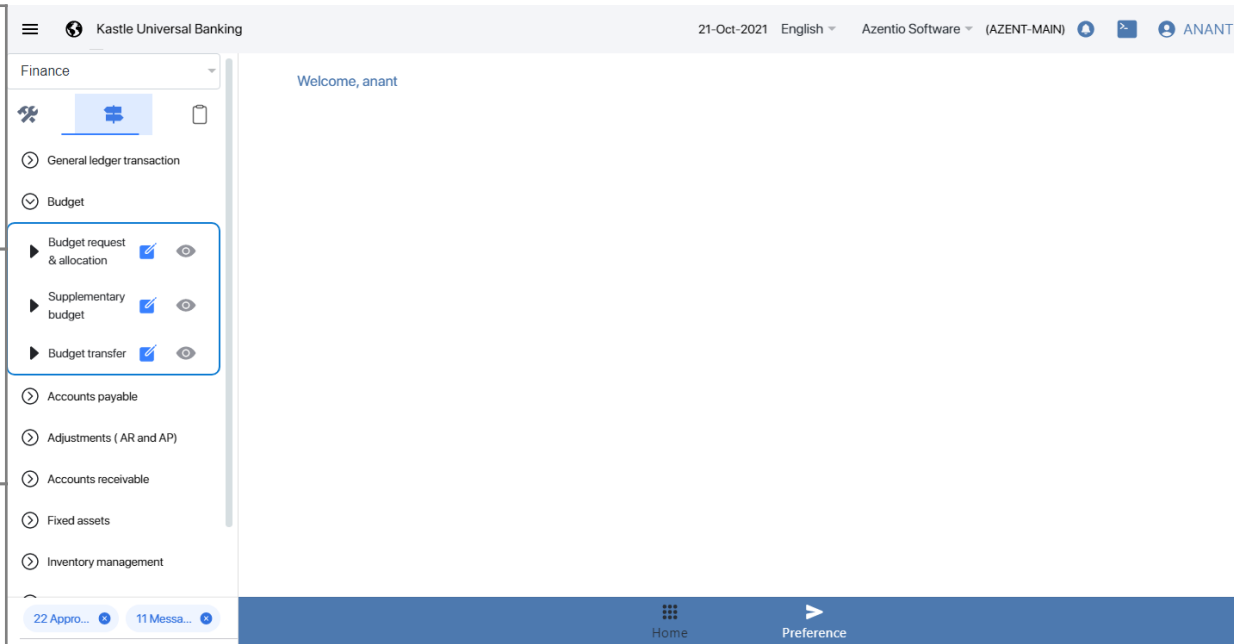 Kastle Universal Banking
21-Oct-2021 English Azentio Software (AZENT-MAIN) ANANT
Finance
Welcome, anant
General ledger transaction
Budget
Budget request
& allocation
Supplementary
budget
Budget transfer
Accounts payable
Adjustments ( AR and AP)
Accounts receivable
Fixed assets
Inventory management
22 Appro... 11 Messa...
Home Preference